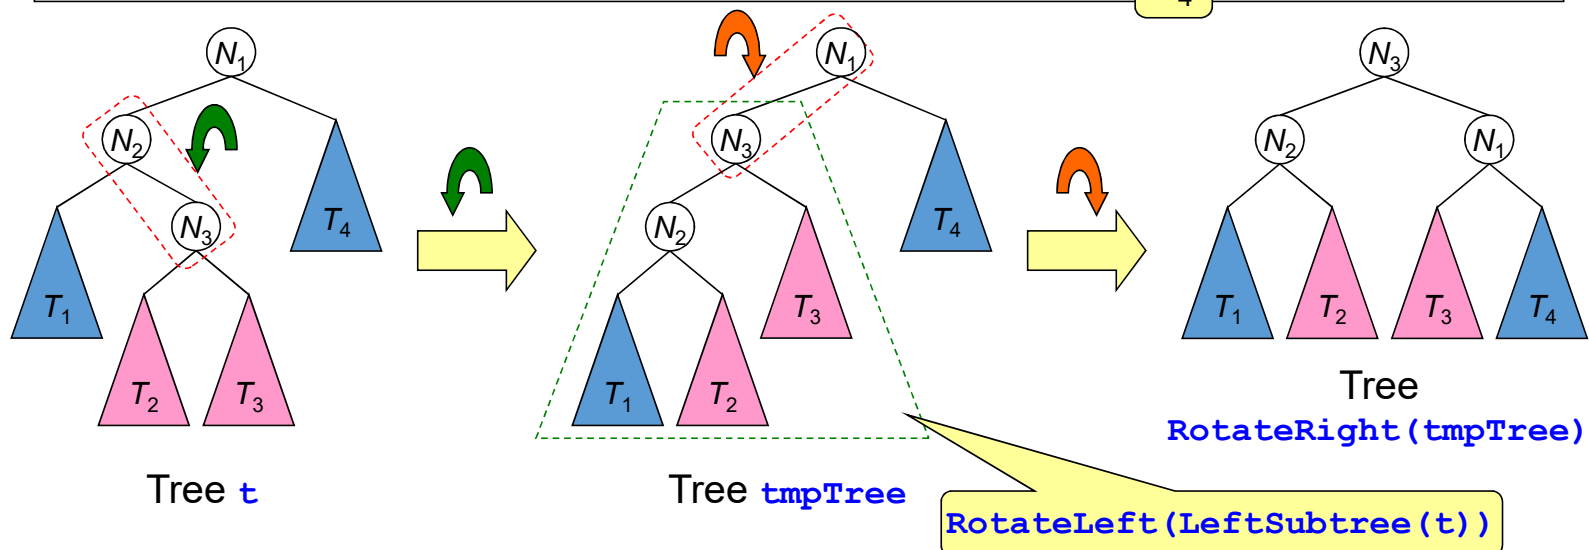 4
N1
N2
N3
T4
T1
T2
T3
Tree t
N1
N3
N2
T4
T3
T1
T2
Tree tmpTree
RotateLeft(LeftSubtree(t))
N3
N2
N1
T1
T2
T3
T4
Tree
RotateRight(tmpTree)